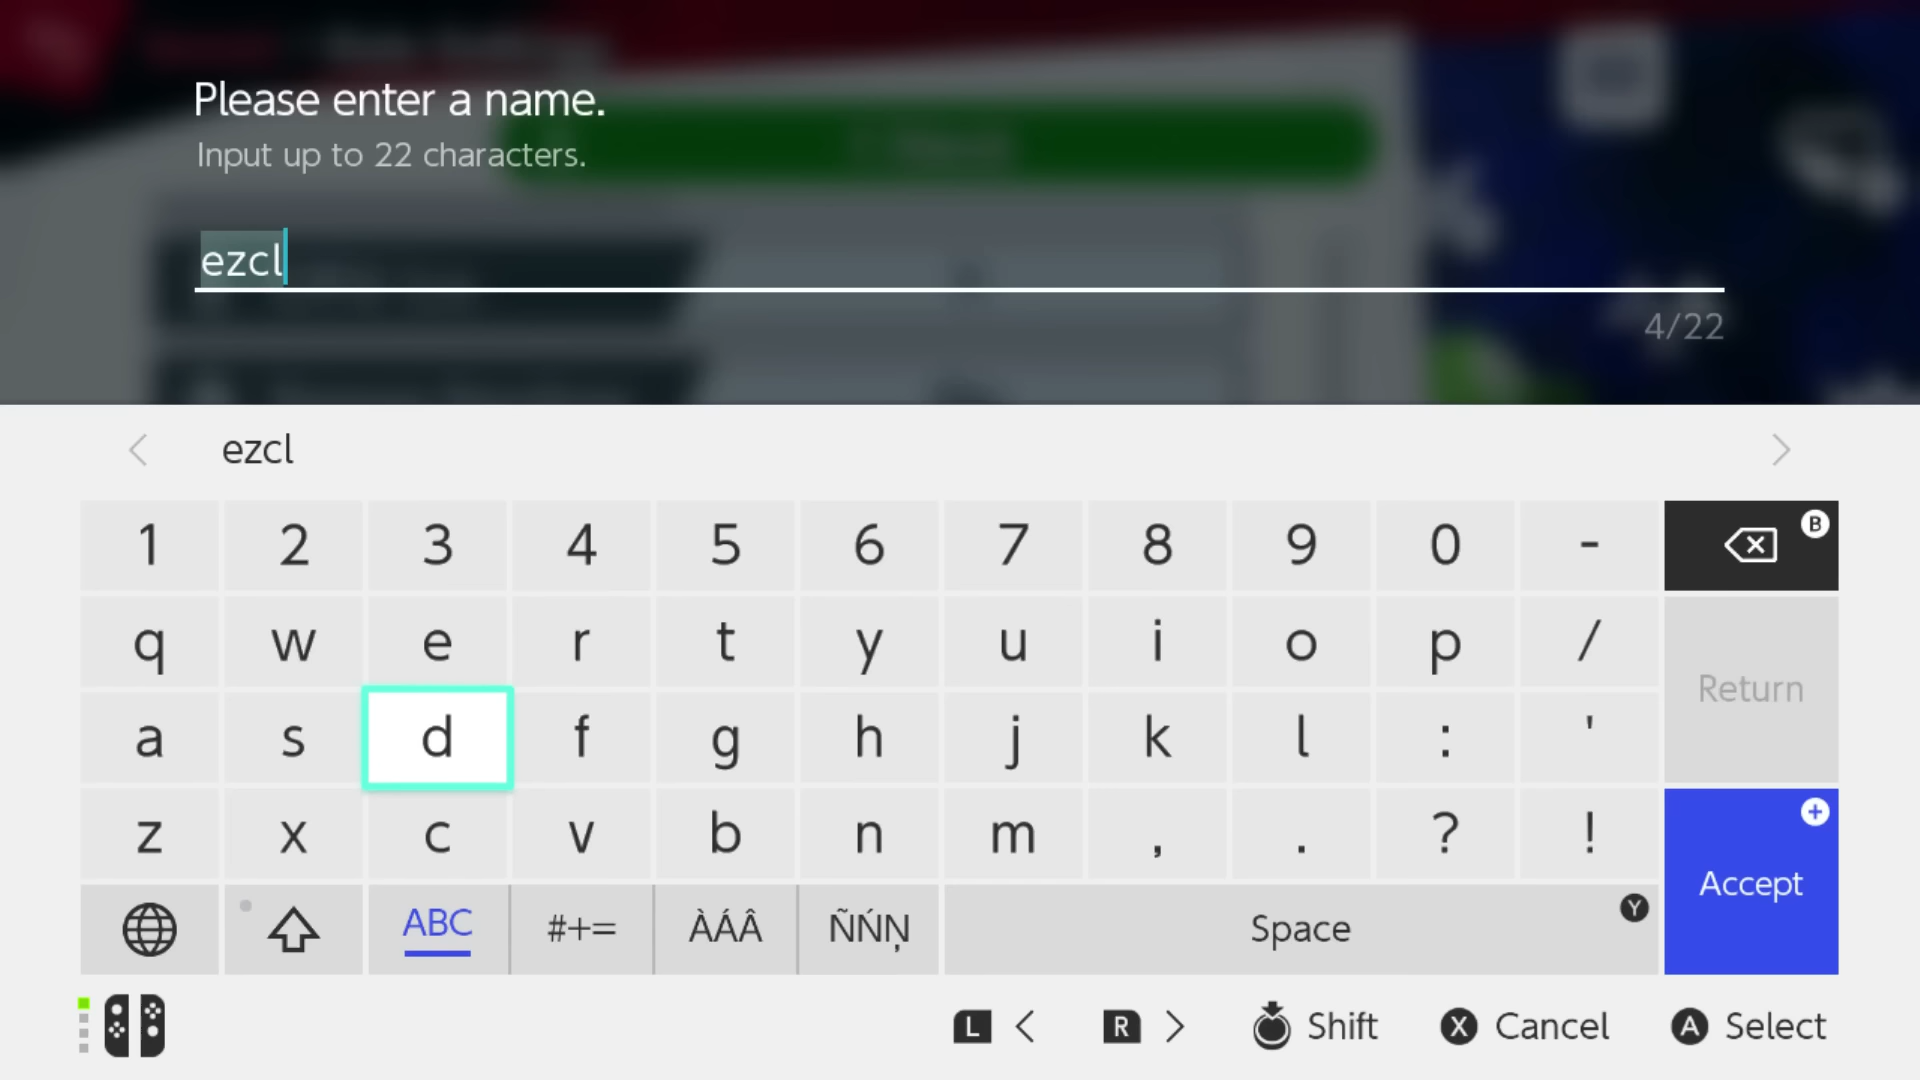 Please enter a name.
Input up to 22 characters.
ezcl
4/22
ezcl
1 2 3 4 5 6 7 8 9 0 - B
q w e r t y u i o p /
Return
a s d f g h j k l : '
z x c v b n m , . ? ! +
Accept
ABC #+= ÀÁÂ ÑŃŅ Space Y
L < R > Shift X Cancel A Select